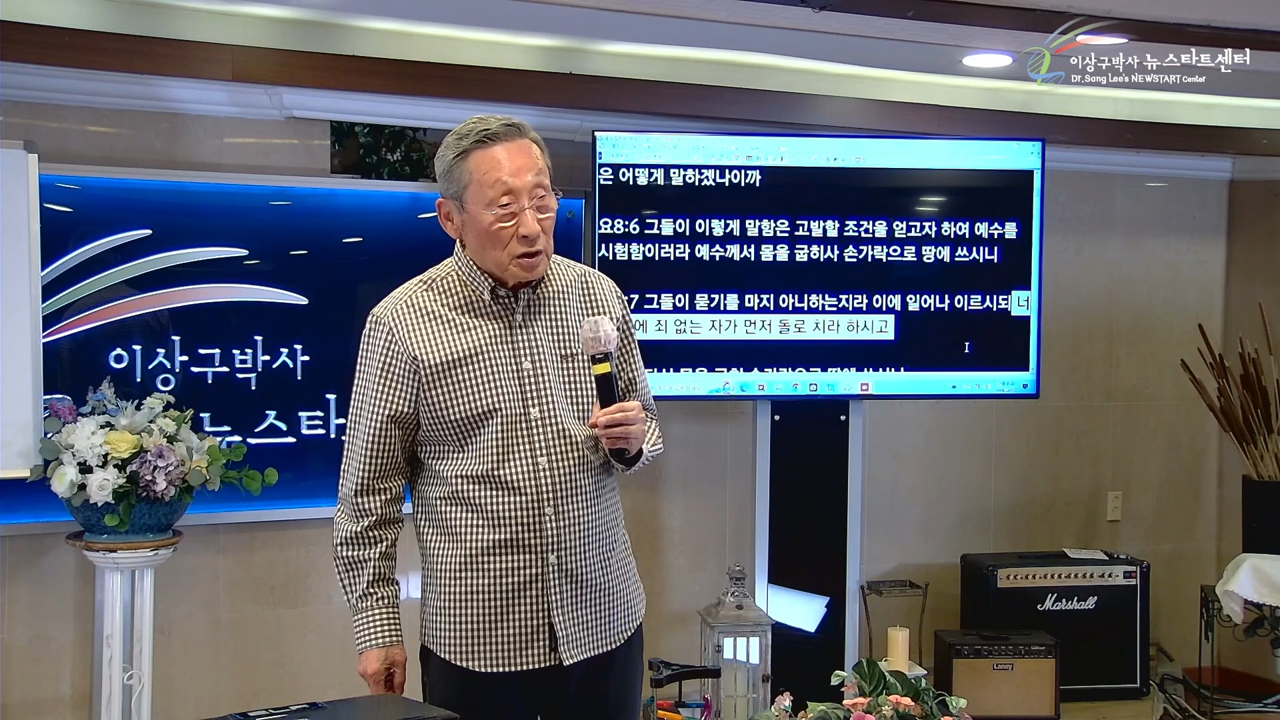 이상구박사 뉴스타트센터
Dr. Sang Lee's NEWSTART Center
은 어떻게 말하겠나이까
요8:6 그들이 이렇게 말함은 고발할 조건을 얻고자 하여 예수를
시험함이러라 예수께서 몸을 굽히사 손가락으로 땅에 쓰시니
:7 그들이 묻기를 마지 아니하는지라 이에 일어나 이르시되 너
에 죄 없는 자가 먼저 돌로 치라 하시고
이상구박사
뉴스타
Marshall
Laney